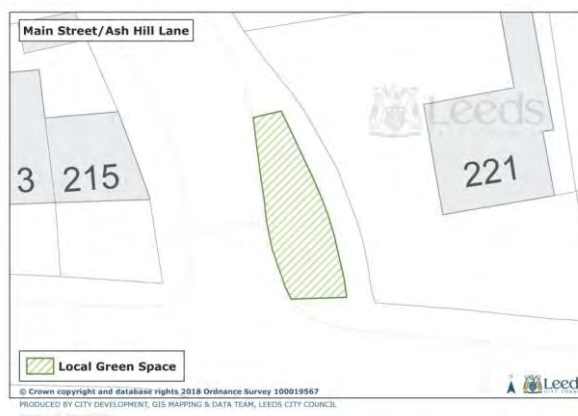 Main Street/Ash Hill Lane
Leeds
3
215
221
Local Green Space
© Crown copyright and database rights 2018 Ordnance Survey 100019567
PRODUCED BY CITY DEVELOPMENT, GIS MAPPING & DATA TEAM, LEEDS CITY COUNCIL
Leeds